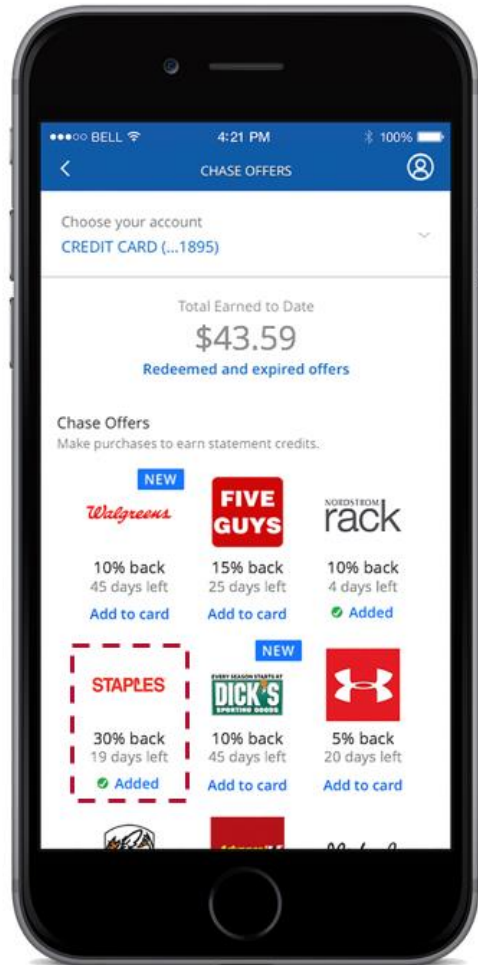 BELL 4:21 PM 100%
CHASE OFFERS
Choose your account
CREDIT CARD (...1895)
Total Earned to Date
$43.59
Redeemed and expired offers
Chase Offers
Make purchases to earn statement credits.
NEW
Walgreens
FIVE
GUYS
NORDSTROM
rack
10% back 15% back 10% back
45 days left 25 days left 4 days left
Add to card Add to card Added
NEW
STAPLES
EVERY SEASON STARTS AT
DICK'S
SPORTING GOODS
30% back 10% back 5% back
19 days left 45 days left 20 days left
Added Add to card Add to card